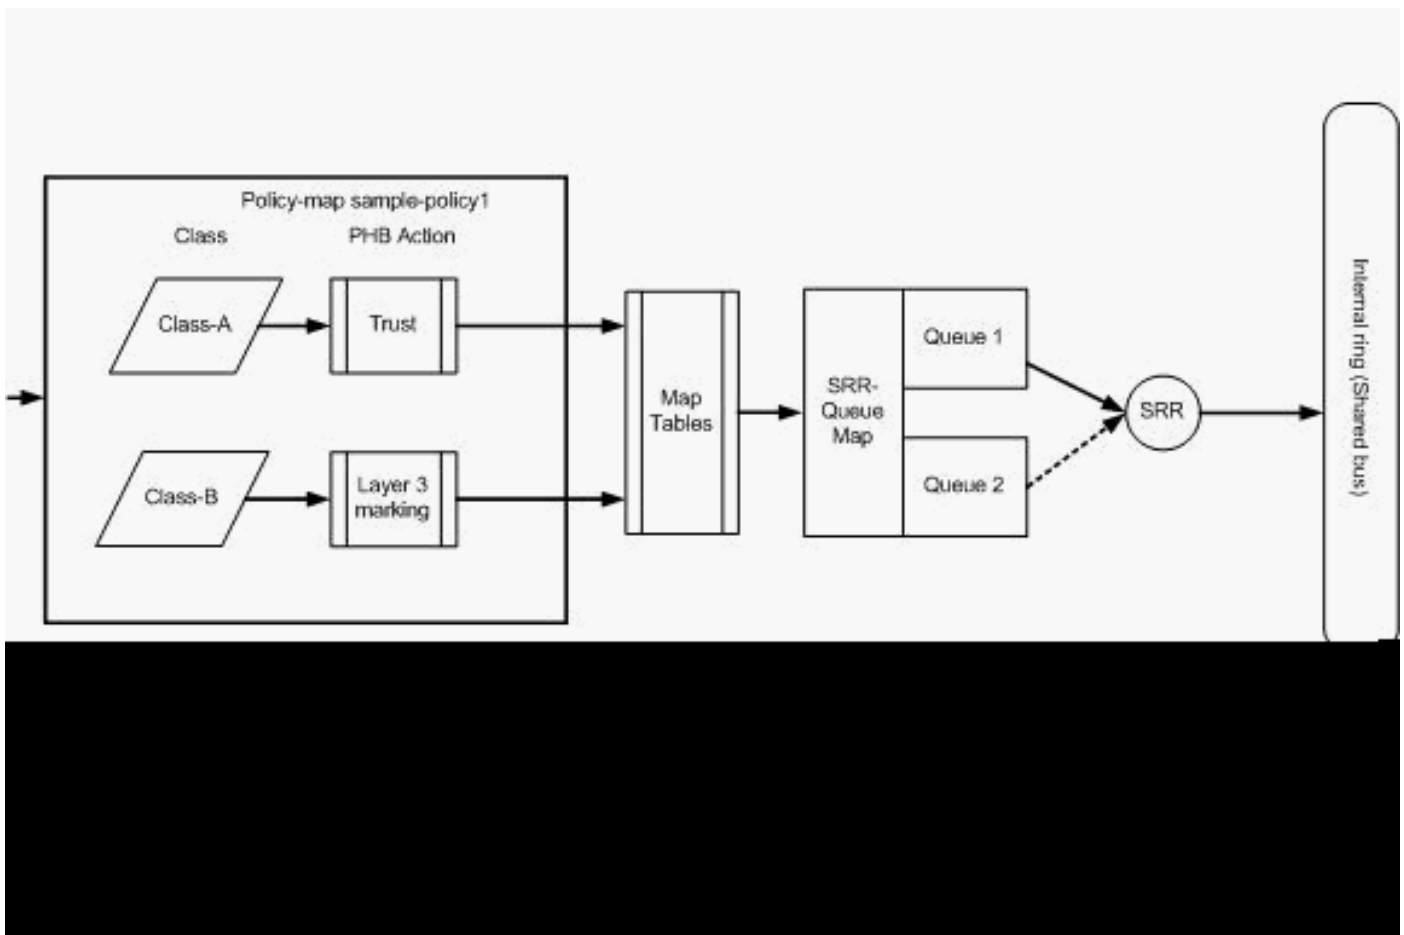 Policy-map sample-policy1
Class
PHB Action
Class-A
Trust
Class-B
Layer 3
marking
Map
Tables
SRR-
Queue
Map
Queue 1
Queue 2
SRR
Internal ring (Shared bus)